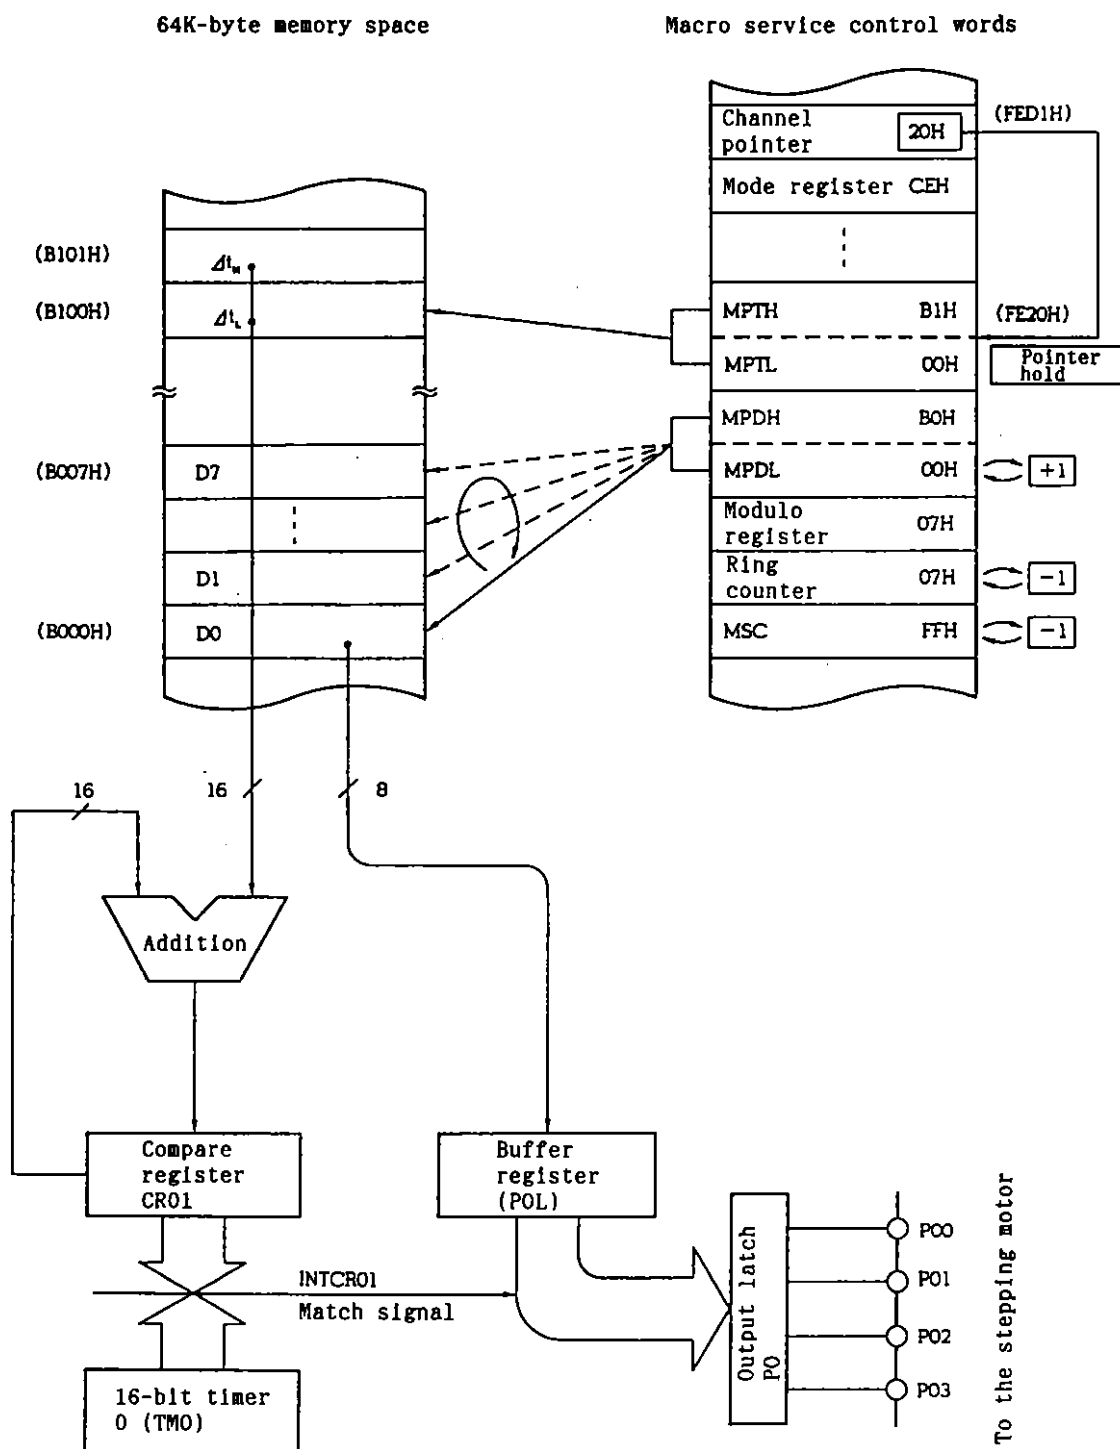 64K-byte memory space
Macro service control words
Channel pointer
20H
(FED1H)
Mode register CEH
(B101H)
Δt_H
(B100H)
Δt_L
MPTH B1H
(FE20H)
MPTL 00H
Pointer hold
MPDH B0H
(B007H)
D7
MPDL 00H
+1
Modulo register
07H
D1
Ring counter
07H
-1
(B000H)
D0
MSC FFH
-1
16
16
8
Addition
Compare
register
CR01
Buffer
register
(P0L)
INTCR01
Match signal
16-bit timer
0 (TM0)
Output latch
P0
P00
P01
P02
P03
To the stepping motor